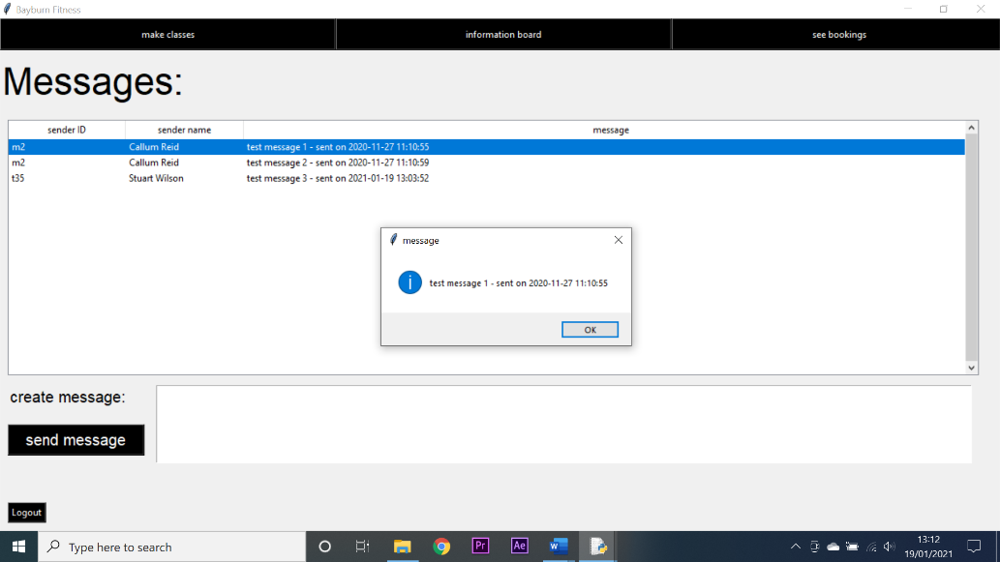 Bayburn Fitness
make classes information board see bookings
Messages:
sender ID sender name message
m2 Callum Reid test message 1 - sent on 2020-11-27 11:10:55
m2 Callum Reid test message 2 - sent on 2020-11-27 11:10:59
t35 Stuart Wilson test message 3 - sent on 2021-01-19 13:03:52
message
test message 1 - sent on 2020-11-27 11:10:55
OK
create message:
send message
Logout
Type here to search
Pr Ae
13:12
19/01/2021